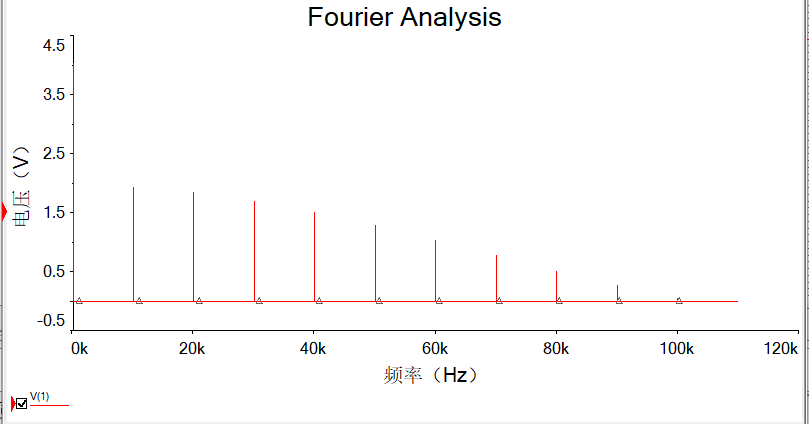 Fourier Analysis
4.5
3.5
2.5
1.5
0.5
-0.5
电压（V）
0k 20k 40k 60k 80k 100k 120k
频率（Hz）
V(1)